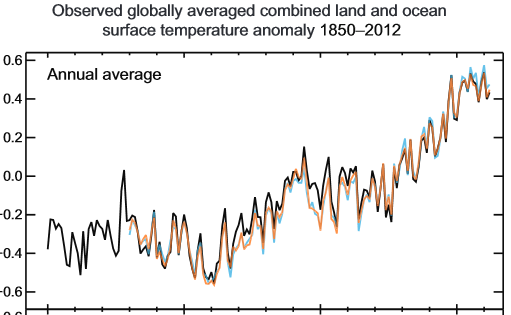 Observed globally averaged combined land and ocean
surface temperature anomaly 1850–2012
Annual average
0.6
0.4
0.2
0.0
-0.2
-0.4
-0.6